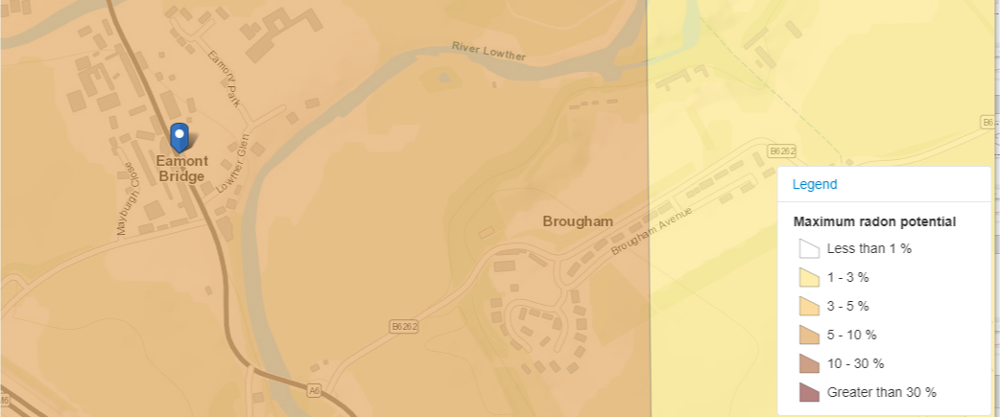 River Lowther
Eamont Park
B6
Eamont
Bridge
B6262
Lowther Glen
Mayburgh Close
Legend
Brougham
Brougham Avenue
Maximum radon potential
Less than 1 %
1 - 3 %
3 - 5 %
B6262
5 - 10 %
10 - 30 %
A6
Greater than 30 %